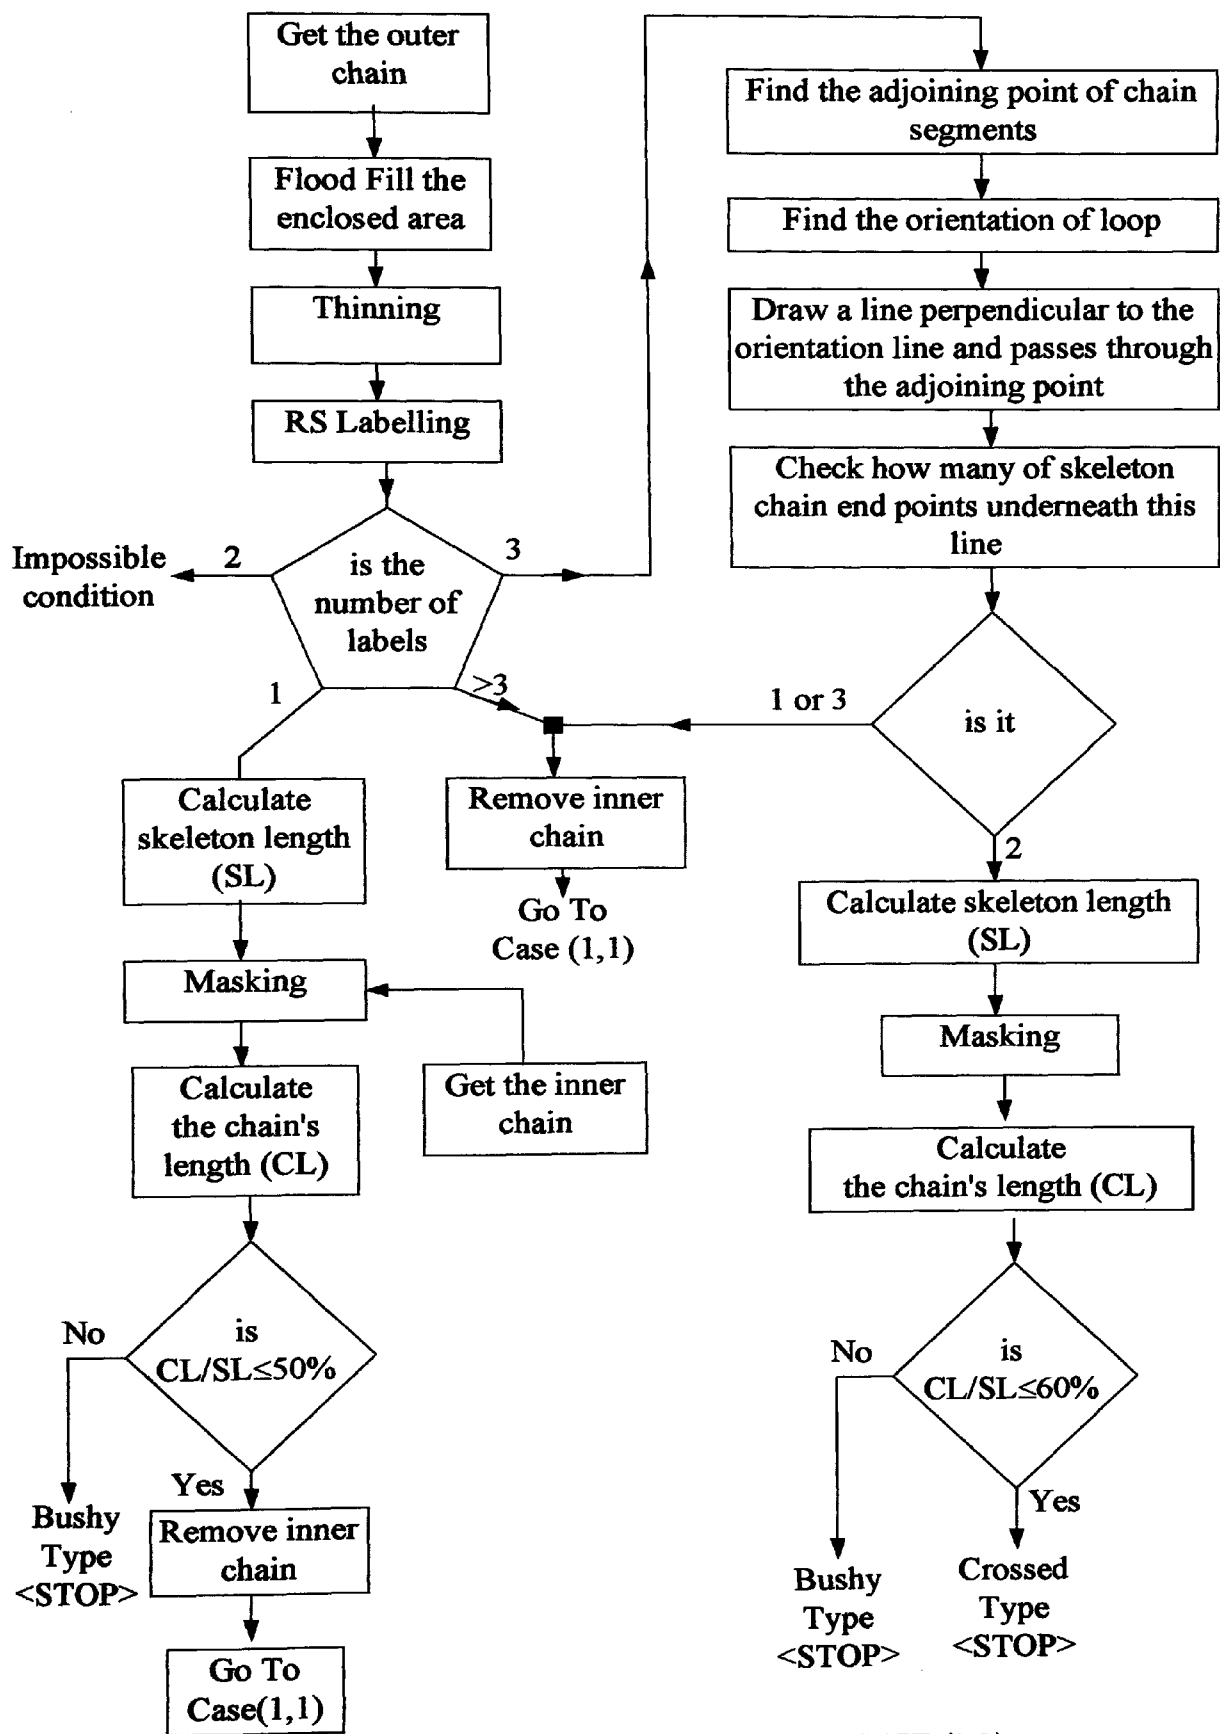 Get the outer
chain
Flood Fill the
enclosed area
Thinning
RS Labelling
is the
number of
labels
2
Impossible
condition
3
1
>3
Calculate
skeleton length
(SL)
Masking
Get the inner
chain
Calculate
the chain's
length (CL)
is
CL/SL≤50%
No
Bushy
Type
<STOP>
Yes
Remove inner
chain
Go To
Case(1,1)
Remove inner
chain
Go To
Case (1,1)
Find the adjoining point of chain
segments
Find the orientation of loop
Draw a line perpendicular to the
orientation line and passes through
the adjoining point
Check how many of skeleton
chain end points underneath this
line
is it
1 or 3
2
Calculate skeleton length
(SL)
Masking
Calculate
the chain's length (CL)
is
CL/SL≤60%
No
Bushy
Type
<STOP>
Yes
Crossed
Type
<STOP>